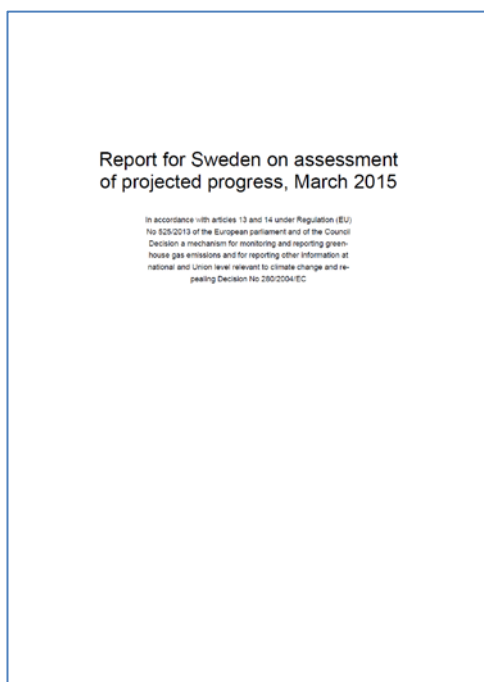 Report for Sweden on assessment
of projected progress, March 2015
In accordance with articles 13 and 14 under Regulation (EU)
No 525/2013 of the European parliament and of the Council
Decision a mechanism for monitoring and reporting green-
house gas emissions and for reporting other information at
national and Union level relevant to climate change and re-
pealing Decision No 280/2004/EC